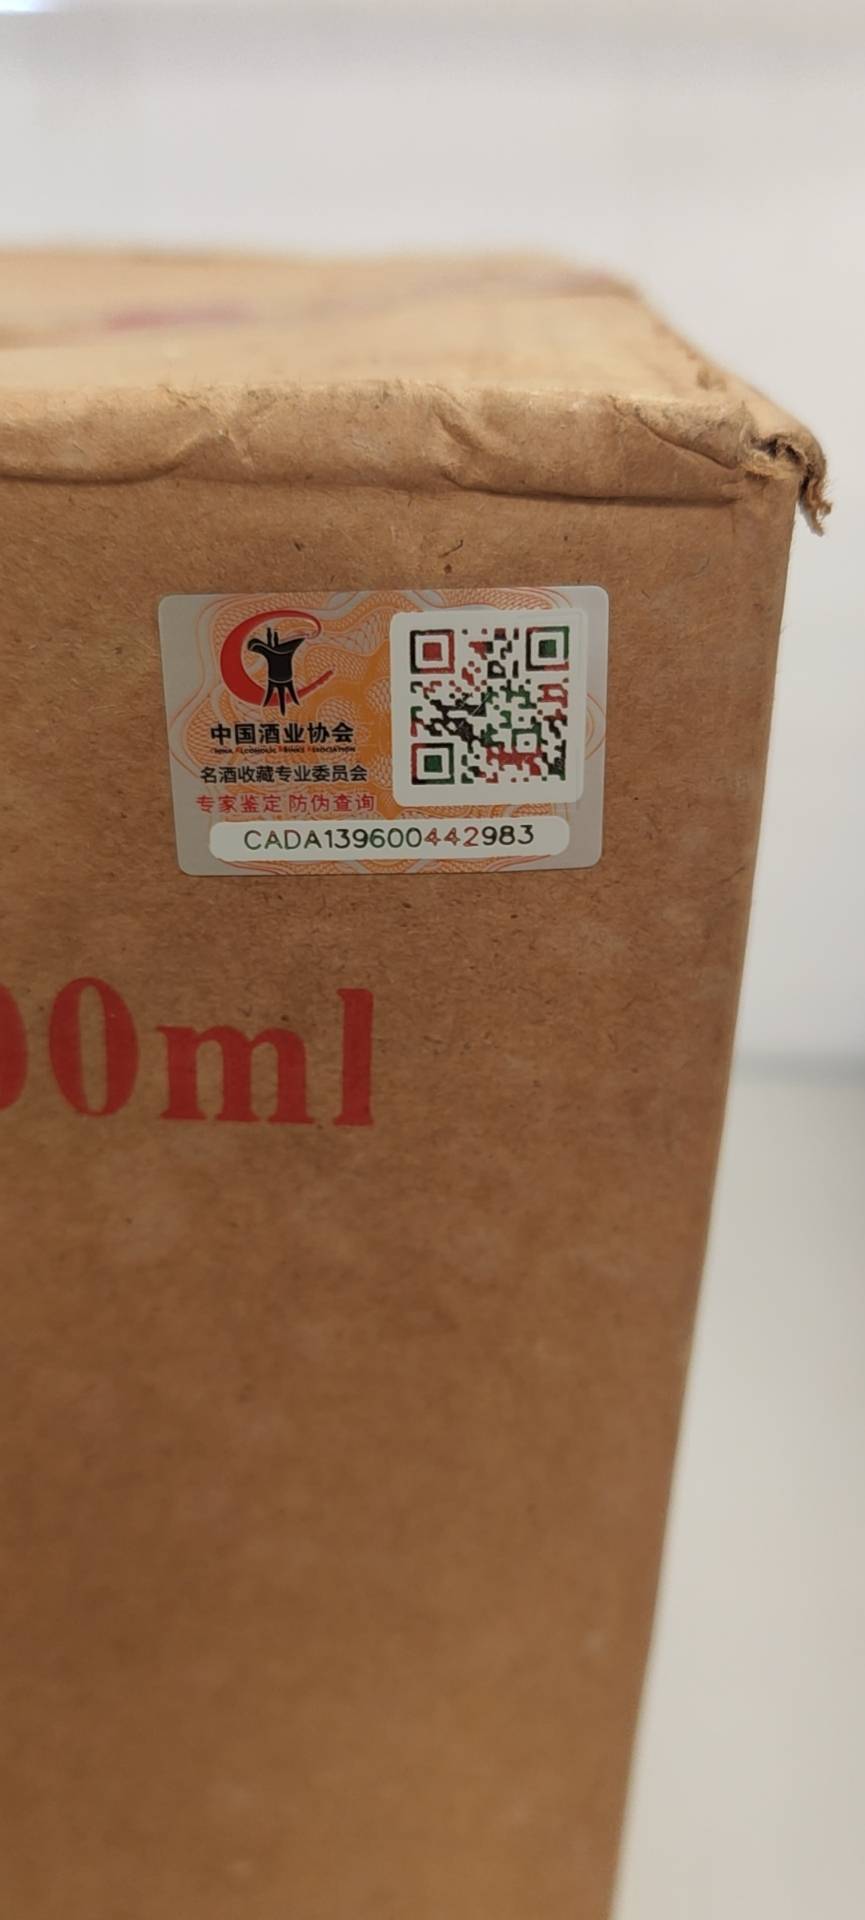 中国酒业协会
名酒收藏专业委员会
专家鉴定 防伪查询
CADA139600442983
00ml